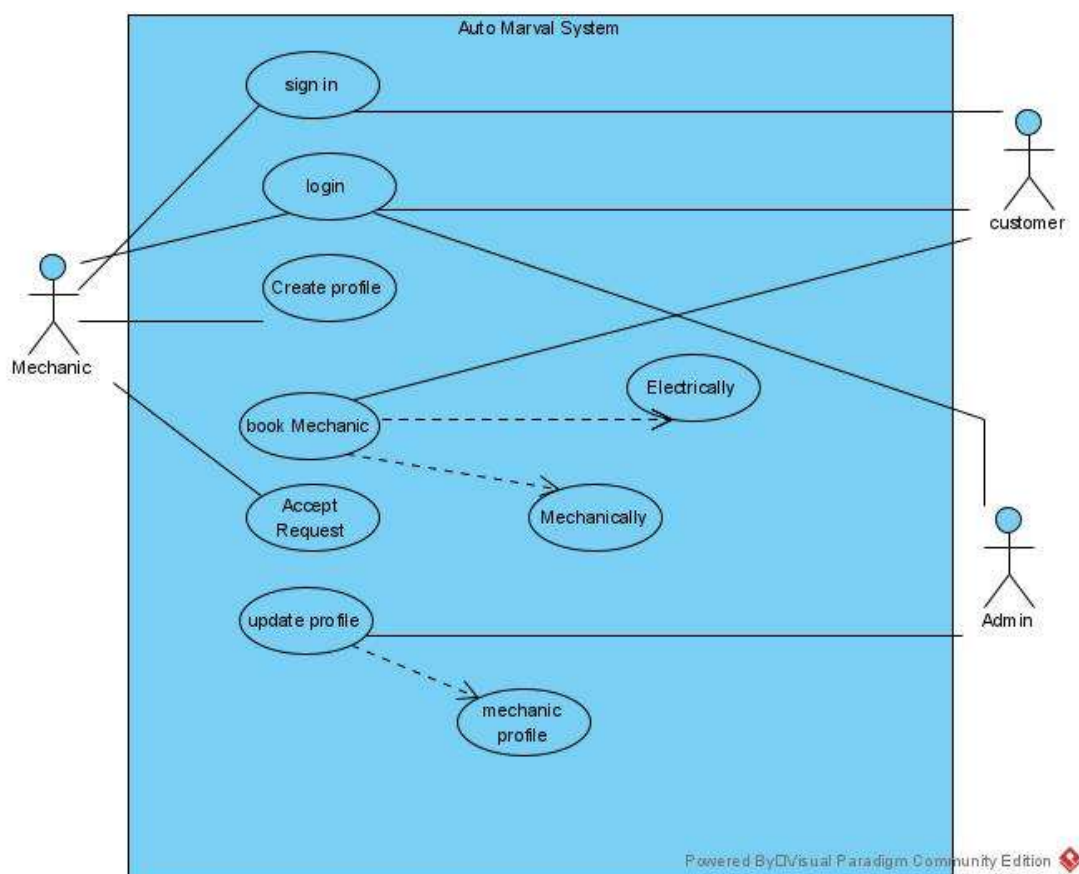 Auto Marval System
sign in
login
customer
Create profile
Mechanic
Electrically
book Mechanic
Accept
Request
Mechanically
update profile
Admin
mechanic
profile
Powered By□Visual Paradigm Community Edition